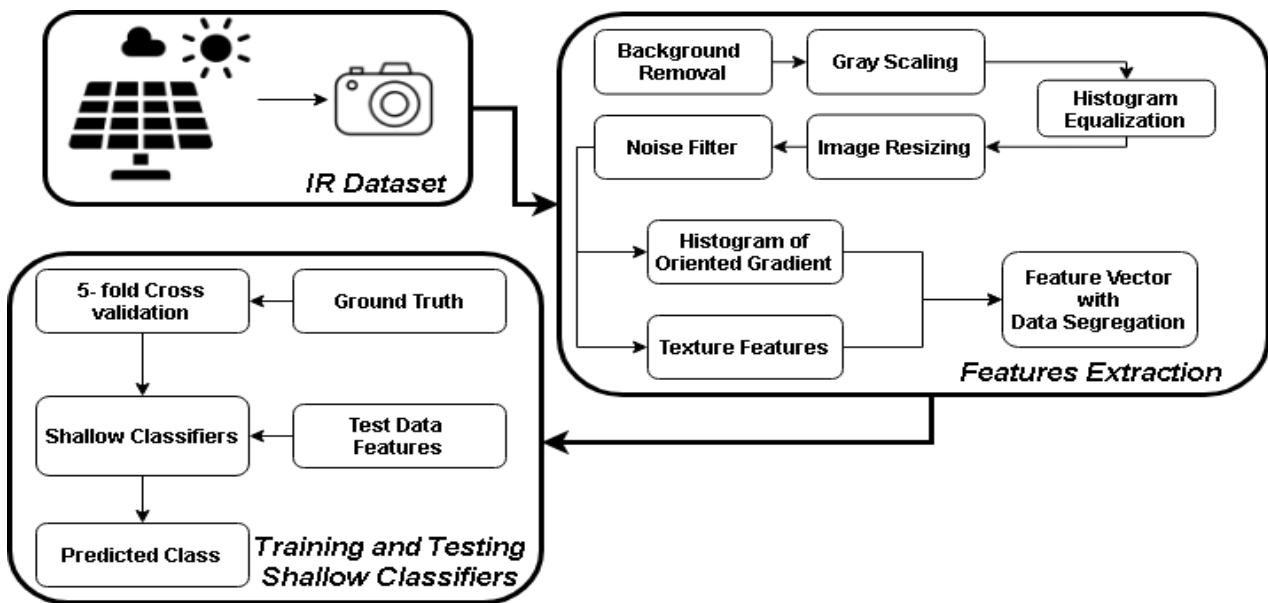 IR Dataset
Background
Removal
Gray Scaling
Histogram
Equalization
Image Resizing
Noise Filter
Histogram of
Oriented Gradient
Texture Features
Feature Vector
with
Data Segregation
Features Extraction
5- fold Cross
validation
Ground Truth
Shallow Classifiers
Test Data
Features
Predicted Class
Training and Testing
Shallow Classifiers